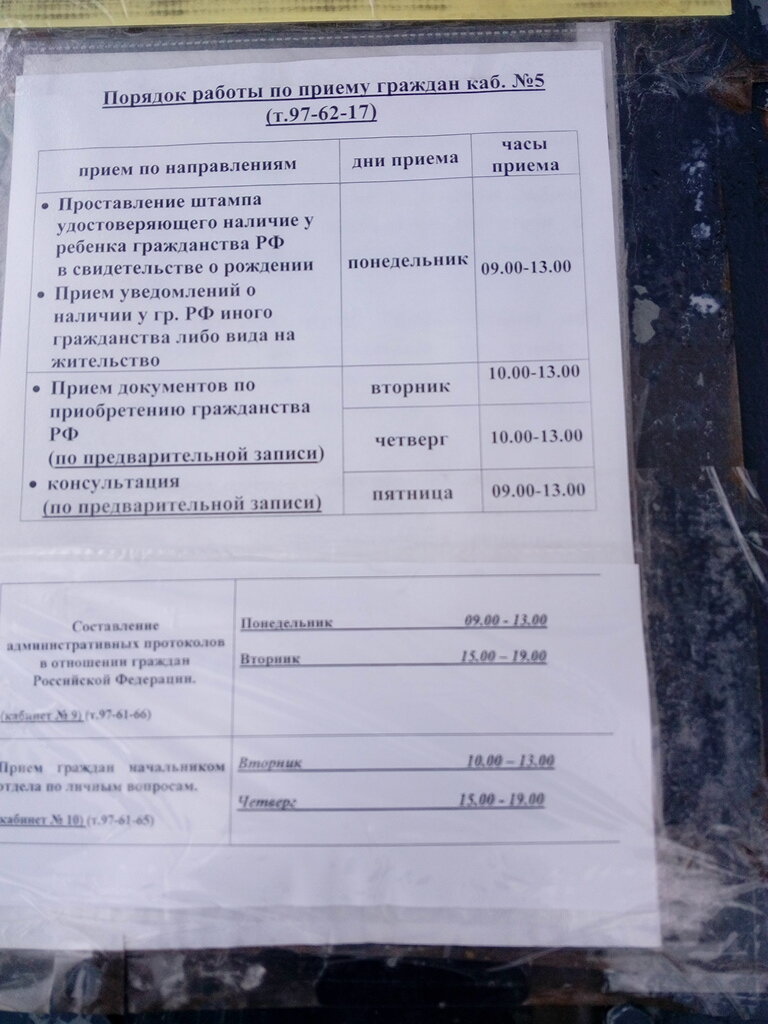 Порядок работы по приему граждан каб. №5
(т.97-62-17)
прием по направлениям
дни приема
часы
приема
• Проставление штампа
удостоверяющего наличие у
ребенка гражданства РФ
в свидетельстве о рождении
• Прием уведомлений о
наличии у гр. РФ иного
гражданства либо вида на
жительство
понедельник
09.00-13.00
• Прием документов по
приобретению гражданства
РФ
(по предварительной записи)
• консультация
(по предварительной записи)
вторник
10.00-13.00
четверг
10.00-13.00
пятница
09.00-13.00
Составление
административных протоколов
в отношении граждан
Российской Федерации.
(кабинет № 9) (т.97-61-66)
Понедельник 09.00 - 13.00
Вторник 15.00 – 19.00
Прием граждан начальником
отдела по личным вопросам.
кабинет № 10) (т.97-61-65)
Вторник 10.00 – 13.00
Четверг 15.00 - 19.00